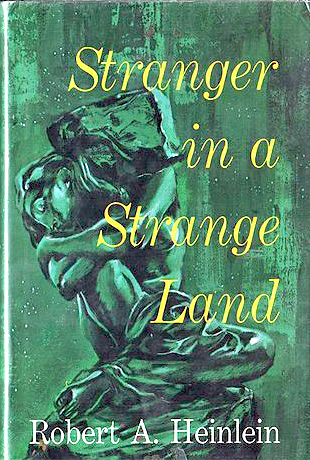 Stranger
in a
Strange
Land
Robert A. Heinlein